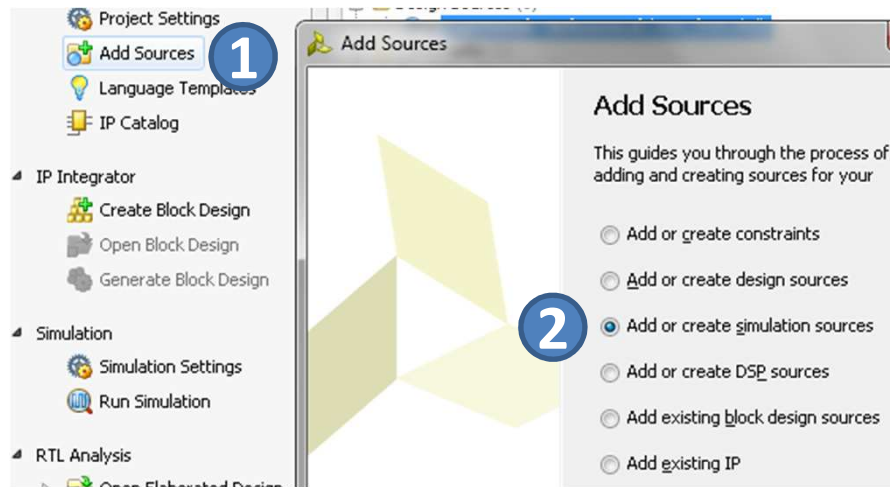 Project Settings
Add Sources
1
Language Templates
IP Catalog
IP Integrator
Create Block Design
Open Block Design
Generate Block Design
Simulation
Simulation Settings
Run Simulation
RTL Analysis
Open Elaborated Design
Add Sources
Add Sources
This guides you through the process of
adding and creating sources for your
Add or create constraints
Add or create design sources
2
Add or create simulation sources
Add or create DSP sources
Add existing block design sources
Add existing IP